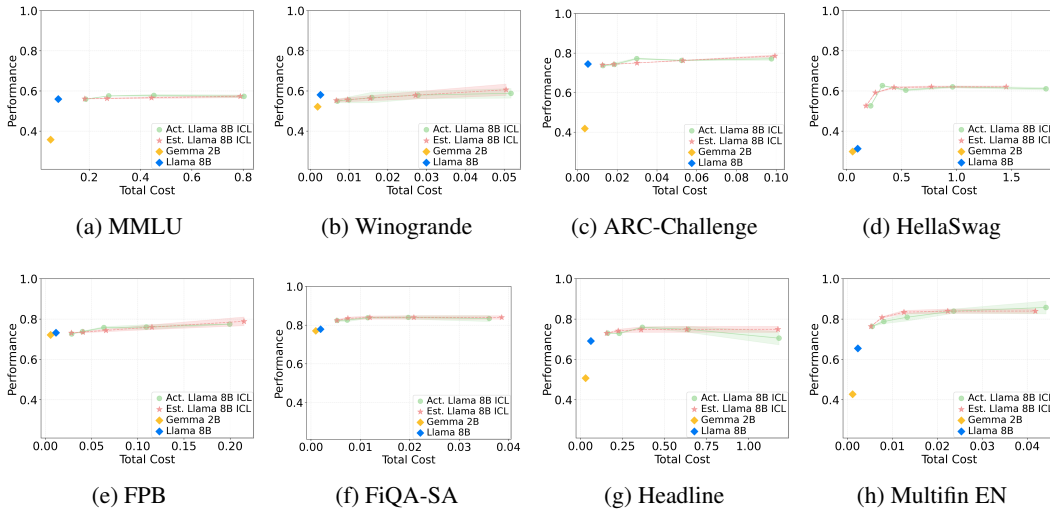 1.0
0.8
0.6
0.4
Performance
0.2 0.4 0.6 0.8
Total Cost
Act. Llama 8B ICL
Est. Llama 8B ICL
Gemma 2B
Llama 8B
(a) MMLU
1.0
0.8
0.6
0.4
Performance
0.00 0.01 0.02 0.03 0.04 0.05
Total Cost
Act. Llama 8B ICL
Est. Llama 8B ICL
Gemma 2B
Llama 8B
(b) Winogrande
1.0
0.8
0.6
0.4
Performance
0.00 0.02 0.04 0.06 0.08 0.10
Total Cost
Act. Llama 8B ICL
Est. Llama 8B ICL
Gemma 2B
Llama 8B
(c) ARC-Challenge
1.0
0.8
0.6
0.4
Performance
0.0 0.5 1.0 1.5
Total Cost
Act. Llama 8B ICL
Est. Llama 8B ICL
Gemma 2B
Llama 8B
(d) HellaSwag
1.0
0.8
0.6
0.4
Performance
0.00 0.05 0.10 0.15 0.20
Total Cost
Act. Llama 8B ICL
Est. Llama 8B ICL
Gemma 2B
Llama 8B
(e) FPB
1.0
0.8
0.6
0.4
Performance
0.00 0.01 0.02 0.03 0.04
Total Cost
Act. Llama 8B ICL
Est. Llama 8B ICL
Gemma 2B
Llama 8B
(f) FiQA-SA
1.0
0.8
0.6
0.4
Performance
0.00 0.25 0.50 0.75 1.00
Total Cost
Act. Llama 8B ICL
Est. Llama 8B ICL
Gemma 2B
Llama 8B
(g) Headline
1.0
0.8
0.6
0.4
Performance
0.00 0.01 0.02 0.03 0.04
Total Cost
Act. Llama 8B ICL
Est. Llama 8B ICL
Gemma 2B
Llama 8B
(h) Multifin EN